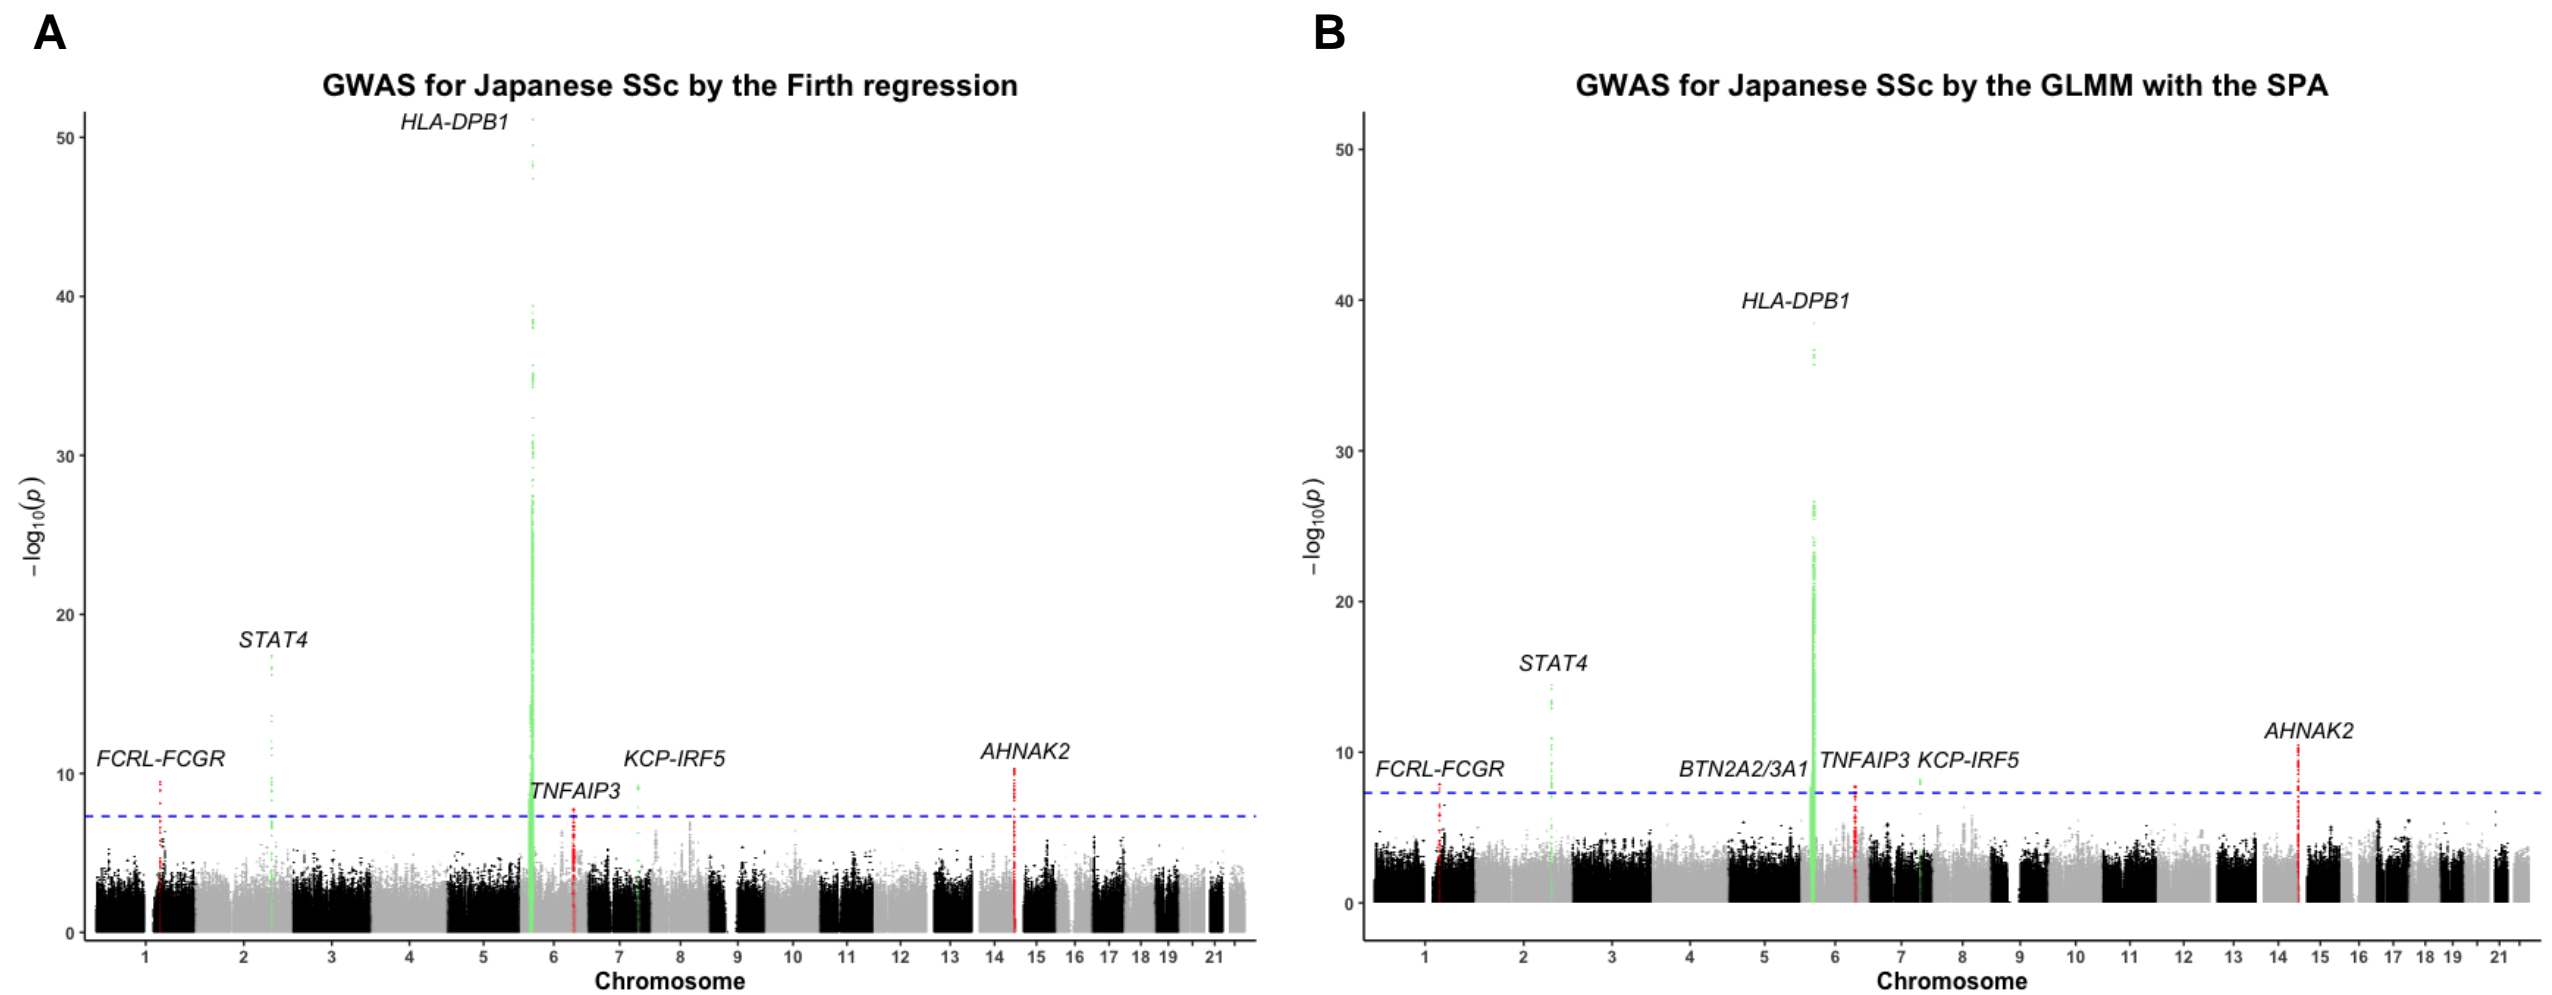 A
GWAS for Japanese SSc by the Firth regression
HLA-DPB1
STAT4
FCRL-FCGR
KCP-IRF5
AHNAK2
TNFAIP3
50
40
30
20
10
0
−log10(p)
1 2 3 4 5 6 7 8 9 10 11 12 13 14 15 16 17 18 19 21
Chromosome
B
GWAS for Japanese SSc by the GLMM with the SPA
HLA-DPB1
STAT4
AHNAK2
FCRL-FCGR
BTN2A2/3A1
TNFAIP3
KCP-IRF5
50
40
30
20
10
0
−log10(p)
1 2 3 4 5 6 7 8 9 10 11 12 13 14 15 16 17 18 19 21
Chromosome